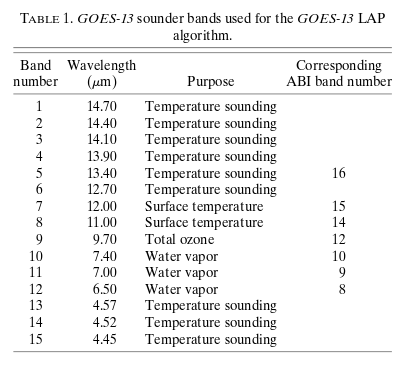 TABLE 1. GOES-13 sounder bands used for the GOES-13 LAP
algorithm.
Band number Wavelength (μm) Purpose Corresponding ABI band number
1 14.70 Temperature sounding
2 14.40 Temperature sounding
3 14.10 Temperature sounding
4 13.90 Temperature sounding
5 13.40 Temperature sounding 16
6 12.70 Temperature sounding
7 12.00 Surface temperature 15
8 11.00 Surface temperature 14
9 9.70 Total ozone 12
10 7.40 Water vapor 10
11 7.00 Water vapor 9
12 6.50 Water vapor 8
13 4.57 Temperature sounding
14 4.52 Temperature sounding
15 4.45 Temperature sounding